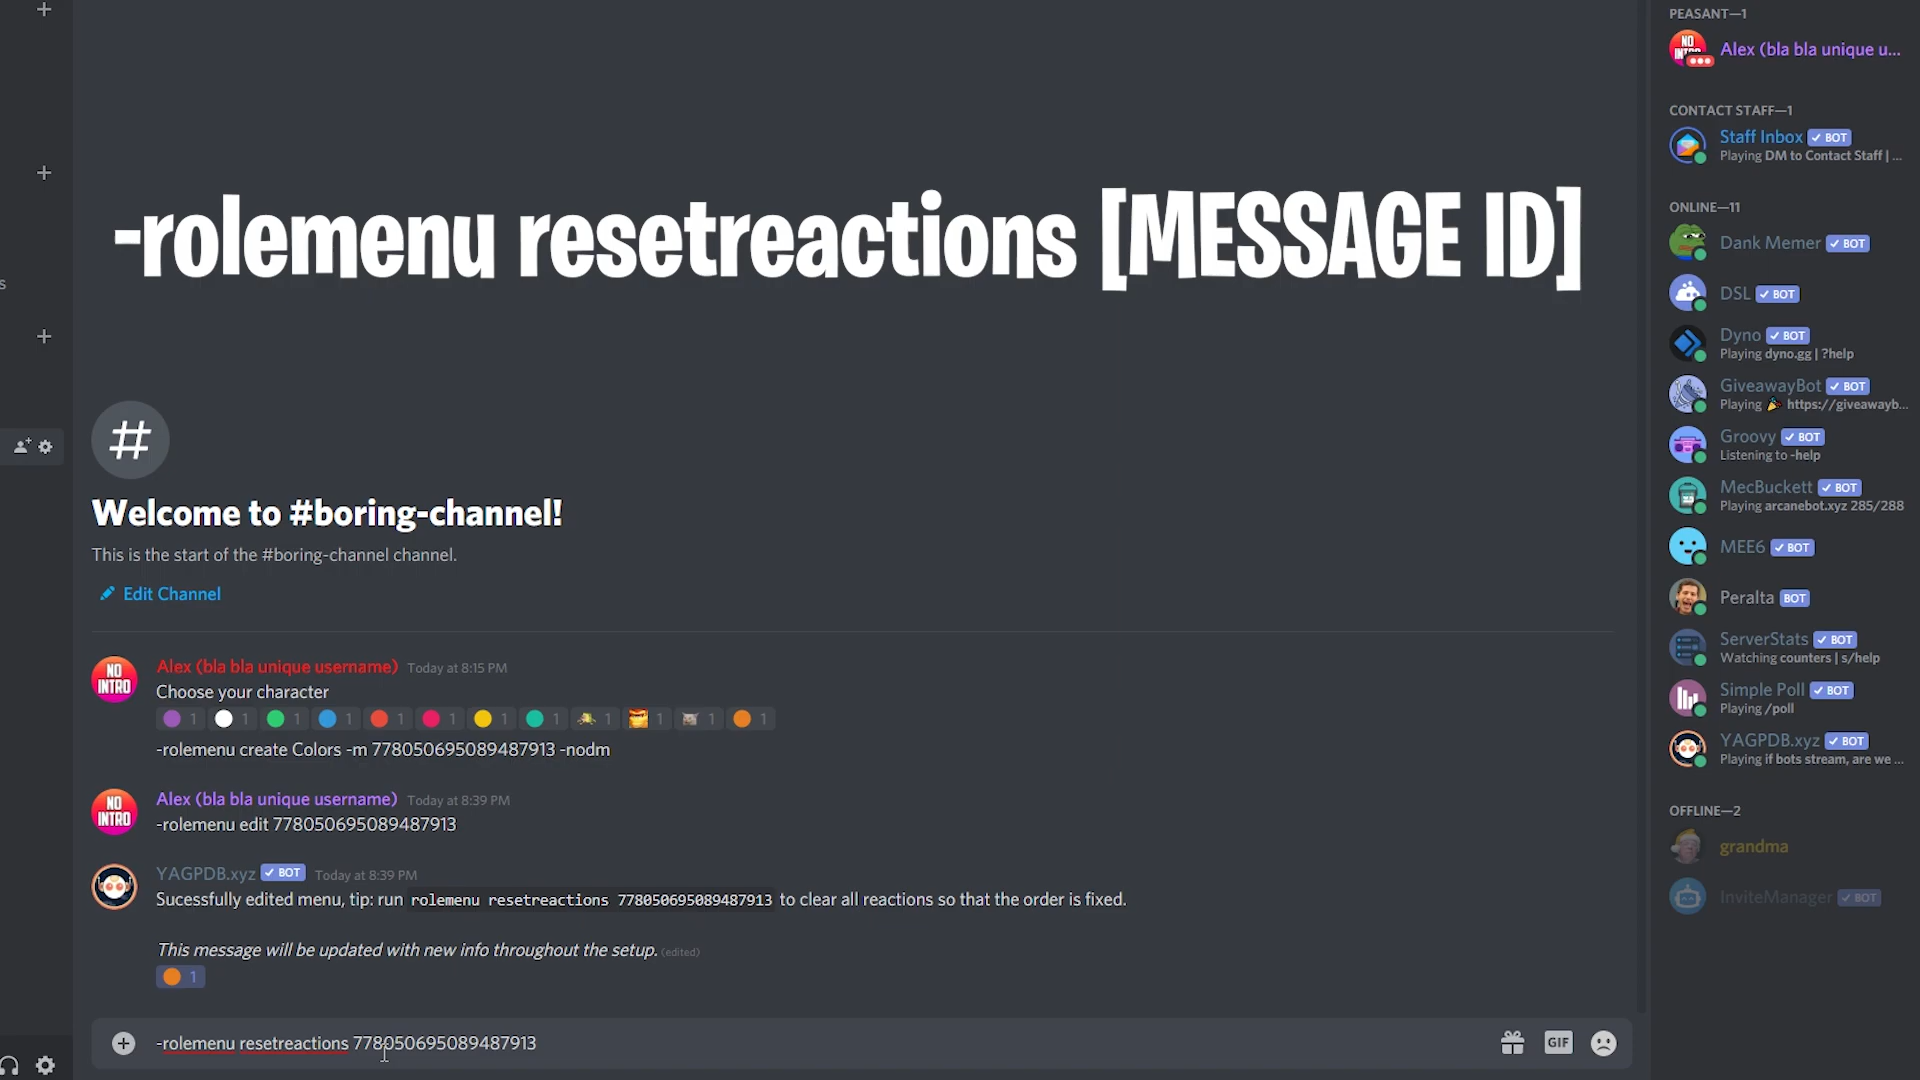 -rolemenu resetreactions [MESSAGE ID]
s
#
Welcome to #boring-channel!
This is the start of the #boring-channel channel.
Edit Channel
NO INTRO
Alex (bla bla unique username) Today at 8:15 PM
Choose your character
1 1 1 1 1 1 1 1 1 1 1 1
-rolemenu create Colors -m 778050695089487913 -nodm
NO INTRO
Alex (bla bla unique username) Today at 8:39 PM
-rolemenu edit 778050695089487913
YAGPDB.xyz ✓ BOT Today at 8:39 PM
Sucessfully edited menu, tip: run rolemenu resetreactions 778050695089487913 to clear all reactions so that the order is fixed.
This message will be updated with new info throughout the setup. (edited)
1
-rolemenu resetreactions 778050695089487913
GIF
PEASANT—1
Alex (bla bla unique u...
CONTACT STAFF—1
Staff Inbox ✓ BOT
Playing DM to Contact Staff | ...
ONLINE—11
Dank Memer ✓ BOT
DSL ✓ BOT
Dyno ✓ BOT
Playing dyno.gg | ?help
GiveawayBot ✓ BOT
Playing 🎉 https://giveawayb...
Groovy ✓ BOT
Listening to -help
MecBuckett ✓ BOT
Playing arcanebot.xyz 285/288
MEE6 ✓ BOT
Peralta BOT
ServerStats ✓ BOT
Watching counters | s/help
Simple Poll ✓ BOT
Playing /poll
YAGPDB.xyz ✓ BOT
Playing if bots stream, are we ...
OFFLINE—2
grandma
InviteManager ✓ BOT